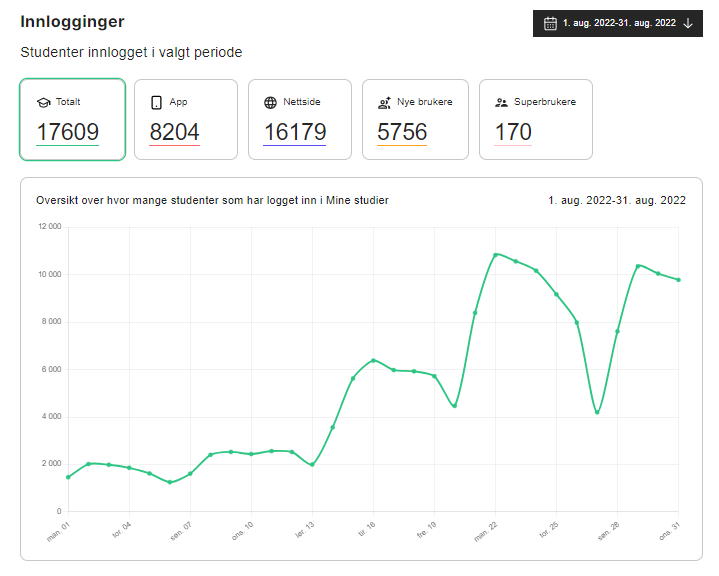 Innlogginger
1. aug. 2022-31. aug. 2022
Studenter innlogget i valgt periode
Totalt
17609
App
8204
Nettside
16179
Nye brukere
5756
Superbrukere
170
Oversikt over hvor mange studenter som har logget inn i Mine studier
1. aug. 2022-31. aug. 2022
12 000
10 000
8 000
6 000
4 000
2 000
0
man. 01
tor. 04
søn. 07
ons. 10
lør. 13
tir. 16
fre. 19
man. 22
tor. 25
søn. 28
ons. 31